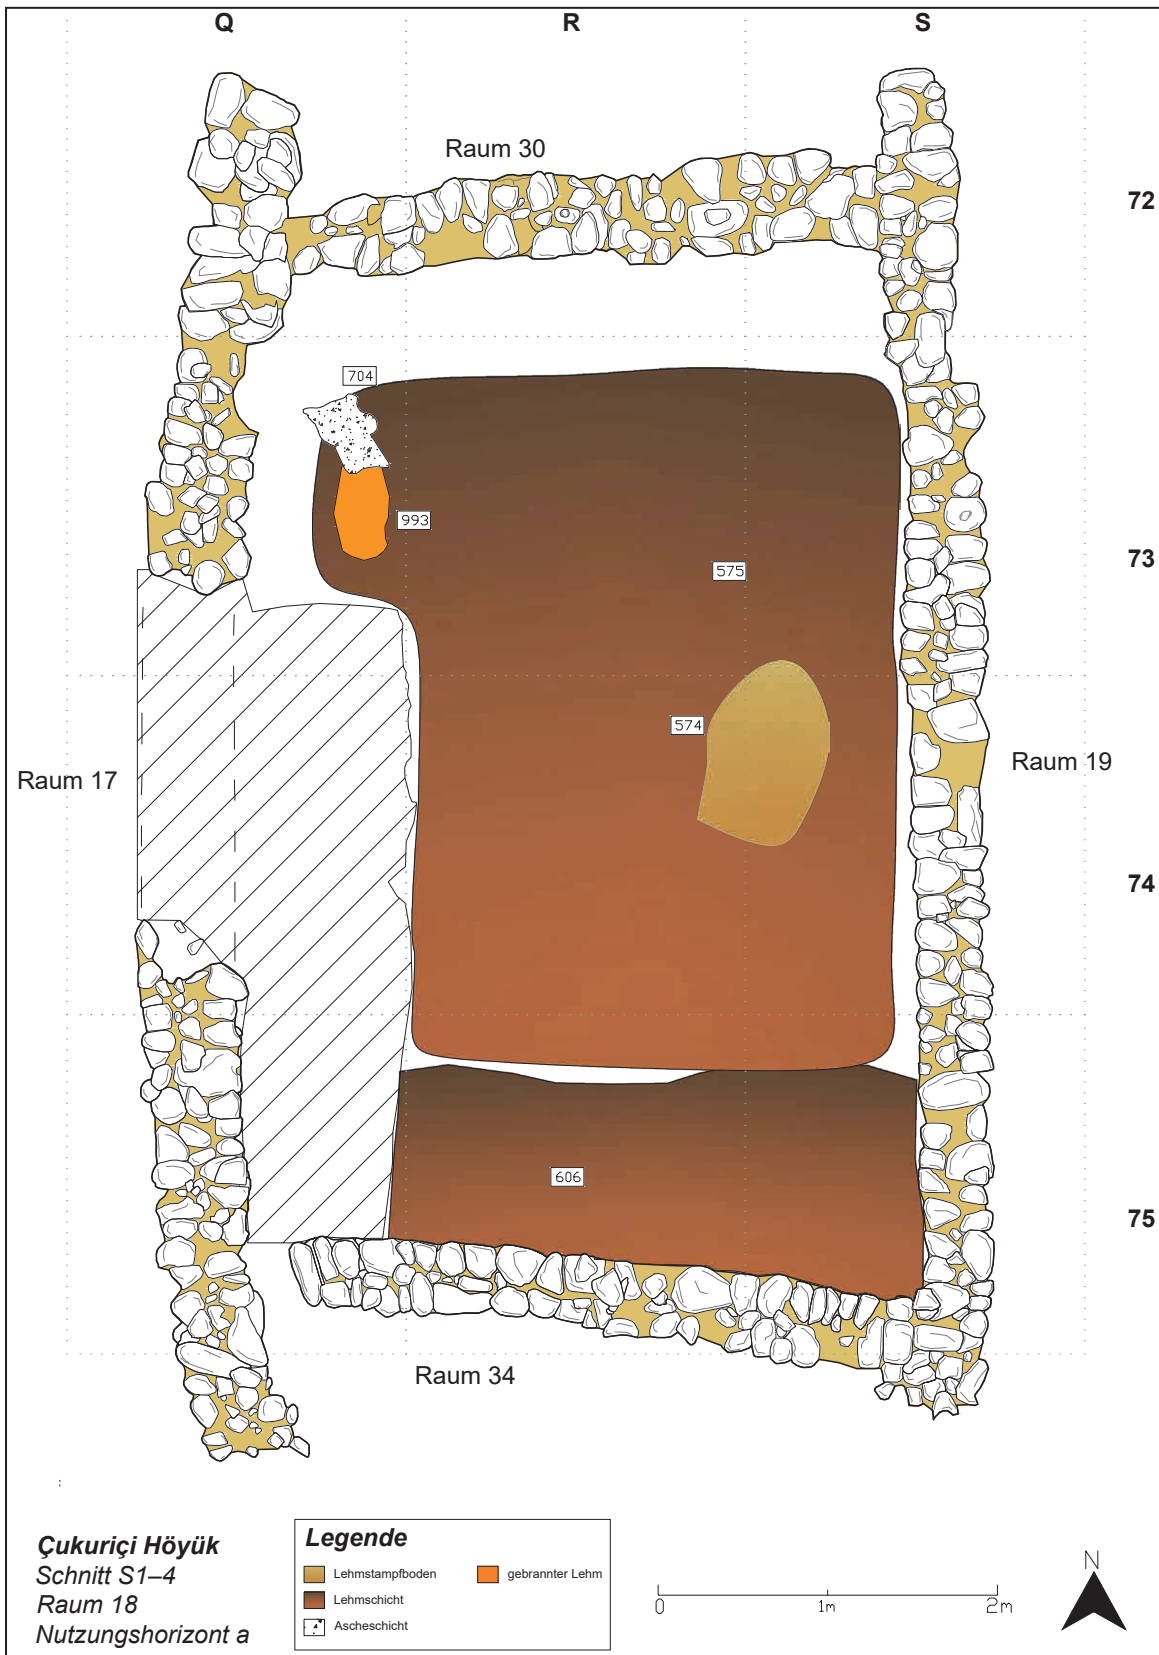 Q R S
Raum 30
72
704
993
73
575
574
Raum 17
Raum 19
74
606
75
Raum 34
Çukuriçi Höyük
Schnitt S1–4
Raum 18
Nutzungshorizont a
Legende
Lehmstampfboden
gebrannter Lehm
Lehmschicht
Ascheschicht
0 1m 2m
N